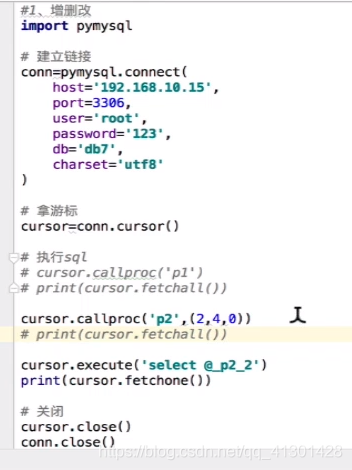 #1、增删改
import pymysql
# 建立链接
conn=pymysql.connect(
host='192.168.10.15',
port=3306,
user='root',
password='123',
db='db7',
charset='utf8'
)
# 拿游标
cursor=conn.cursor()
# 执行sql
# cursor.callproc('p1')
# print(cursor.fetchall())
cursor.callproc('p2',(2,4,0))
# print(cursor.fetchall())
cursor.execute('select @_p2_2')
print(cursor.fetchone())
# 关闭
cursor.close()
conn.close()
https://blog.csdn.net/qq_41301428